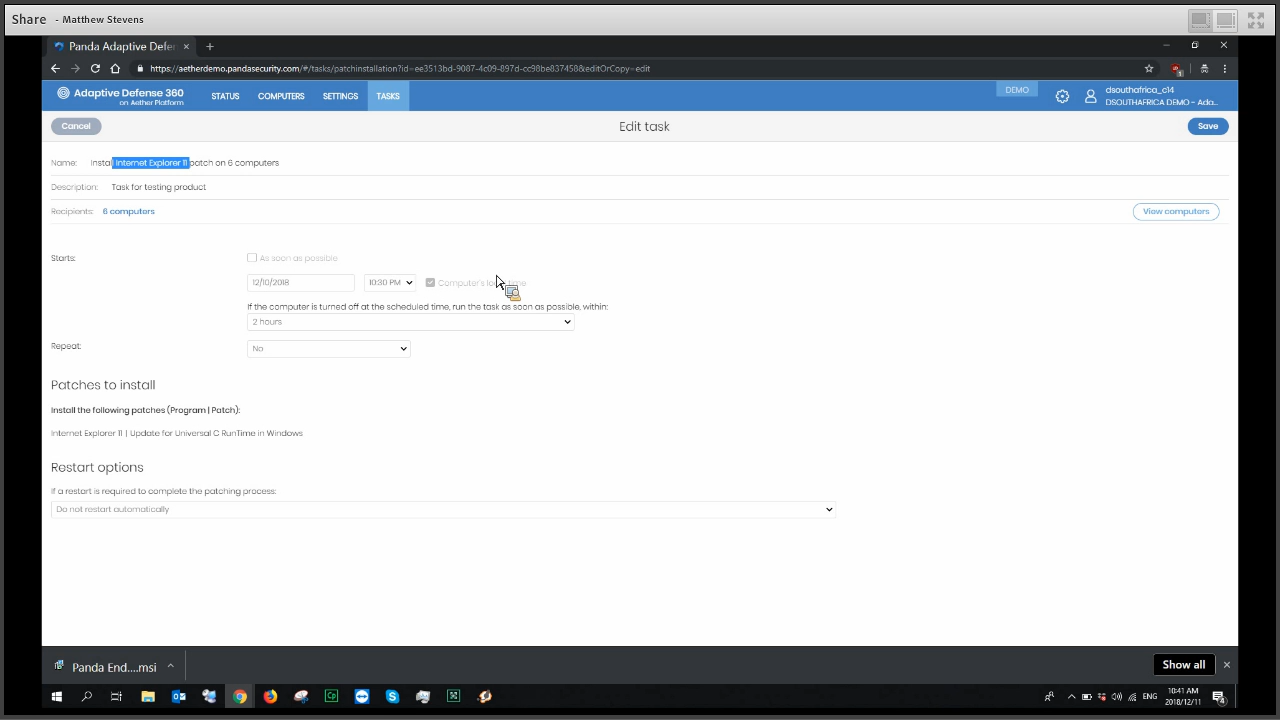 Share - Matthew Stevens
Panda Adaptive Defen
https://aetherdemo.pandasecurity.com/#/tasks/patchinstallation?id=ee3513bd-9087-4c09-897d-cc98be837458&editOrCopy=edit
Adaptive Defense 360
on Aether Platform
STATUS
COMPUTERS
SETTINGS
TASKS
DEMO
dsouthafrica_c14
DSOUTHAFRICA DEMO - Ada...
Cancel
Edit task
Save
Name: Install Internet Explorer 11 patch on 6 computers
Description: Task for testing product
Recipients: 6 computers
View computers
Starts:
As soon as possible
12/10/2018
10:30 PM
Computer's time
If the computer is turned off at the scheduled time, run the task as soon as possible, within:
2 hours
Repeat:
No
Patches to install
Install the following patches (Program | Patch):
Internet Explorer 11 | Update for Universal C RunTime in Windows
Restart options
If a restart is required to complete the patching process:
Do not restart automatically
Panda End....msi
Show all
ENG
10:41 AM
2018/12/11
4